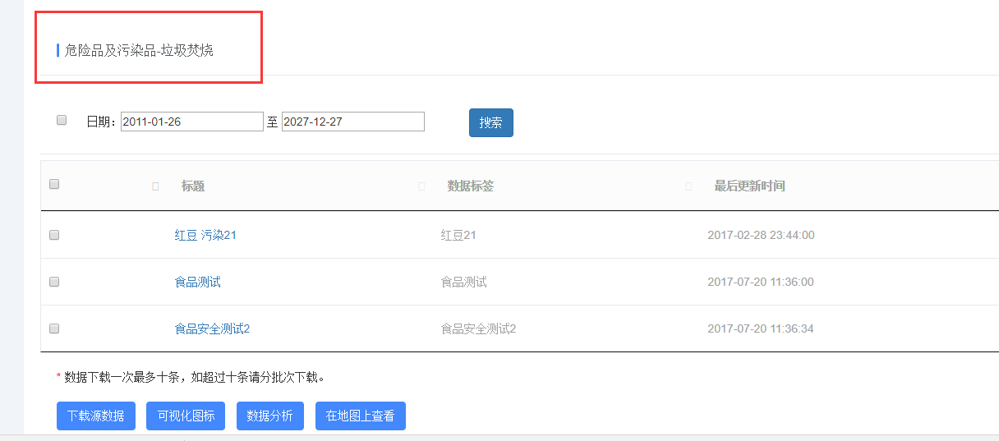 危险品及污染品-垃圾焚烧
日期：2011-01-26 至 2027-12-27 搜索
标题 数据标签 最后更新时间
红豆 污染21 红豆21 2017-02-28 23:44:00
食品测试 食品测试 2017-07-20 11:36:00
食品安全测试2 食品安全测试2 2017-07-20 11:36:34
* 数据下载一次最多十条，如超过十条请分批次下载。
下载源数据 可视化图标 数据分析 在地图上查看